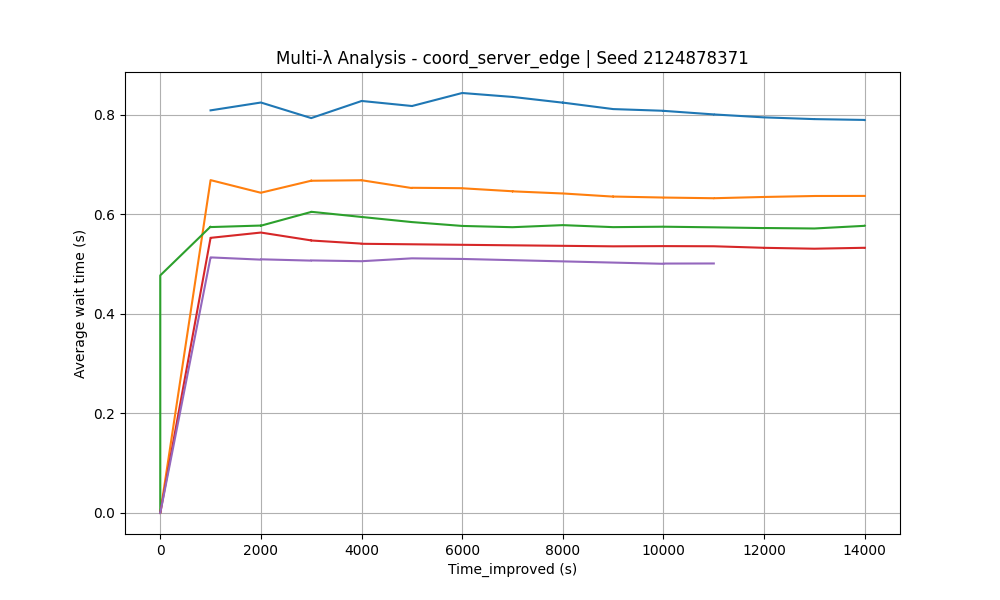 Multi-λ Analysis - coord_server_edge | Seed 2124878371
Average wait time (s)
0.8
0.6
0.4
0.2
0.0
0 2000 4000 6000 8000 10000 12000 14000
Time_improved (s)